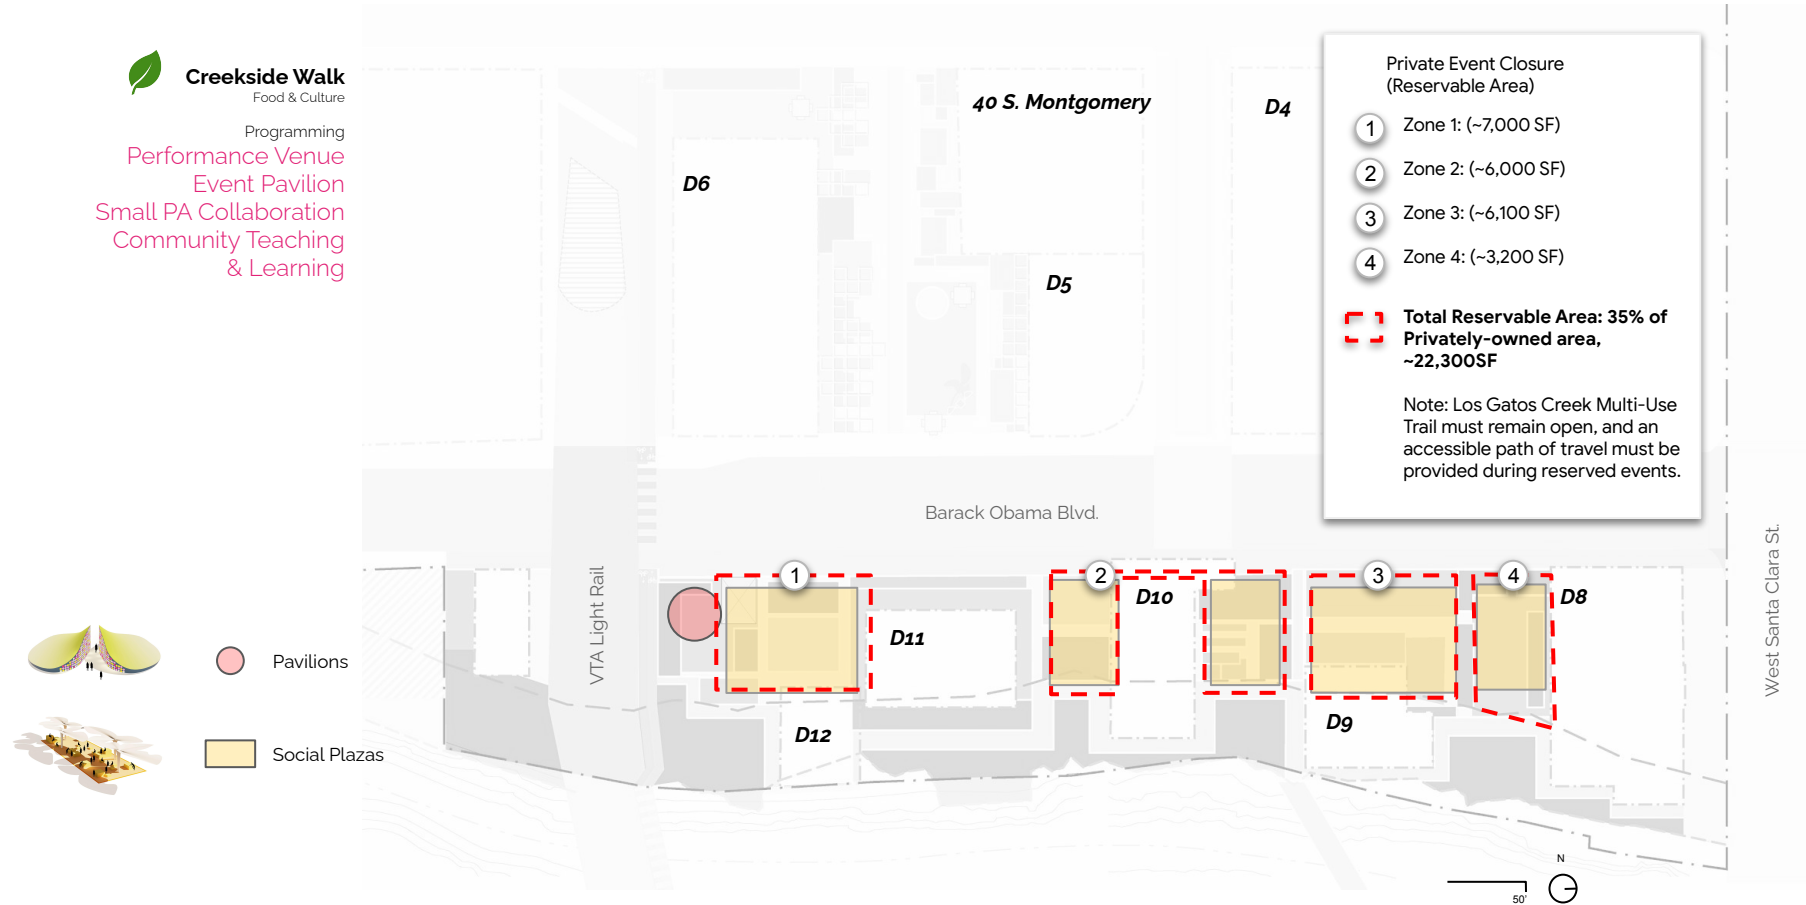 Creekside Walk
Food & Culture
Programming
Performance Venue
Event Pavilion
Small PA Collaboration
Community Teaching
& Learning
Pavilions
Social Plazas
40 S. Montgomery
D4
D6
D5
Private Event Closure
(Reservable Area)
1 Zone 1: (~7,000 SF)
2 Zone 2: (~6,000 SF)
3 Zone 3: (~6,100 SF)
4 Zone 4: (~3,200 SF)
Total Reservable Area: 35% of
Privately-owned area,
~22,300SF
Note: Los Gatos Creek Multi-Use
Trail must remain open, and an
accessible path of travel must be
provided during reserved events.
Barack Obama Blvd.
VTA Light Rail
West Santa Clara St.
1
2
3
4
D10
D8
D11
D9
D12
N
50'